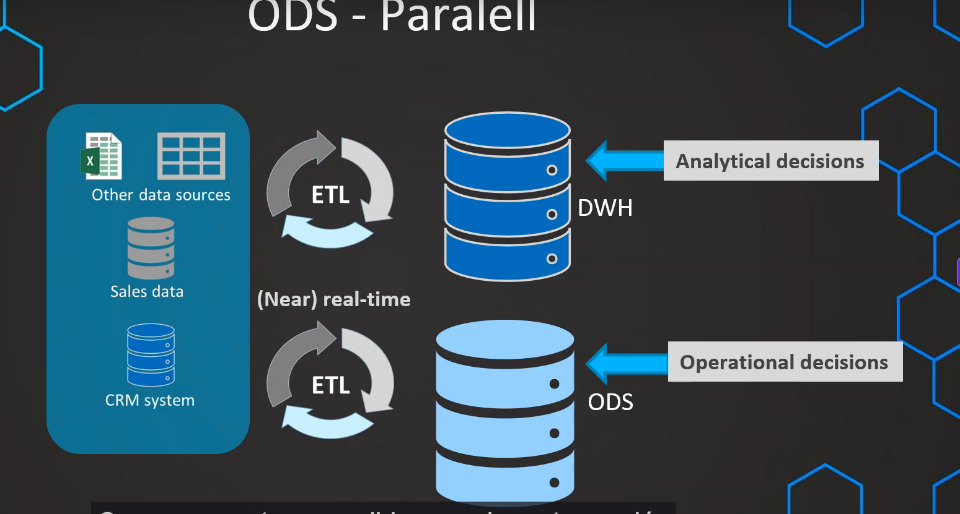 ODS - Paralell
Other data sources
Sales data
CRM system
X
ETL
(Near) real-time
ETL
DWH
ODS
Analytical decisions
Operational decisions